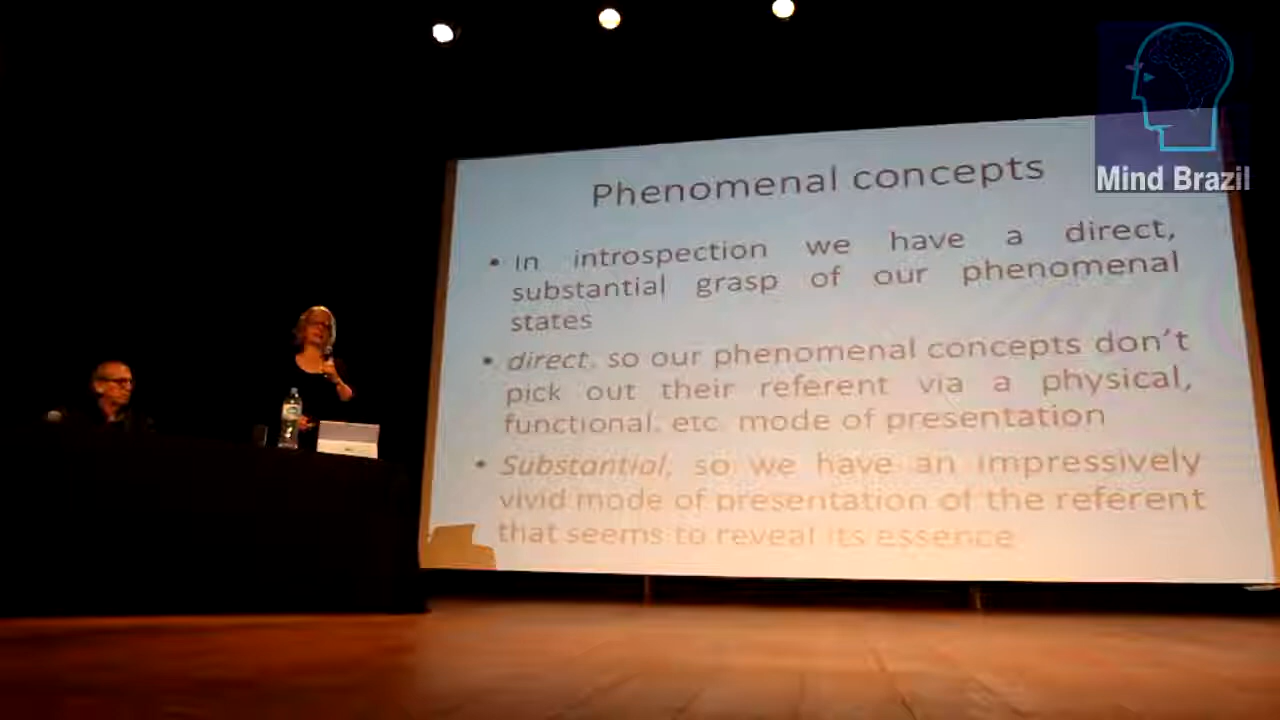 Mind Brazil
Phenomenal concepts
• In introspection we have a direct,
substantial grasp of our phenomenal
states
• direct, so our phenomenal concepts don't
pick out their referent via a physical,
functional, etc mode of presentation
• Substantial, so we have an impressively
vivid mode of presentation of the referent
that seems to reveal its essence